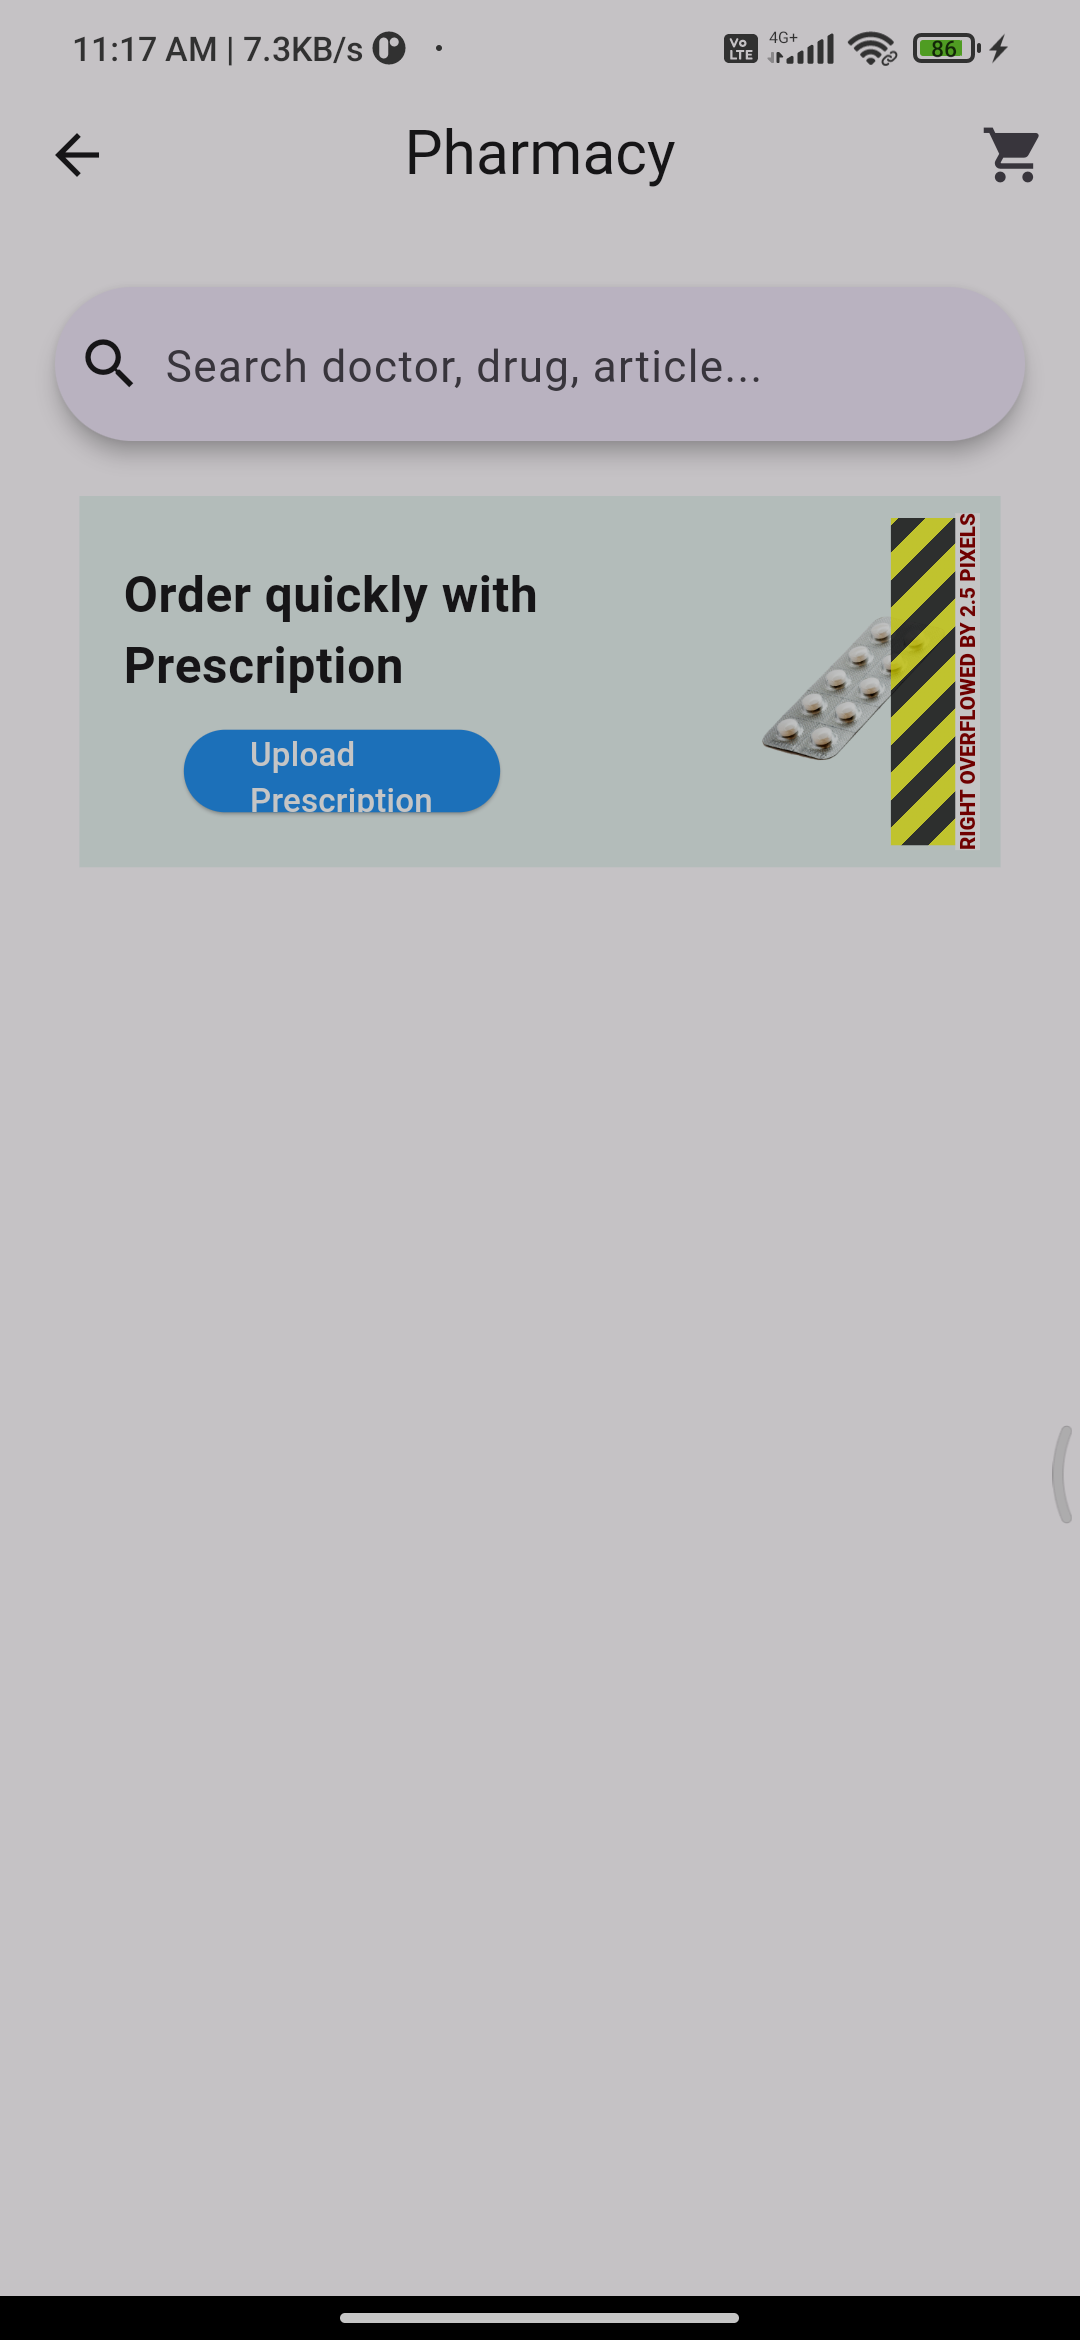 11:17 AM | 7.3KB/s
Vo LTE 4G+ 86
Pharmacy
Search doctor, drug, article...
Order quickly with
Prescription
Upload
Prescription
RIGHT OVERFLOWED BY 2.5 PIXELS